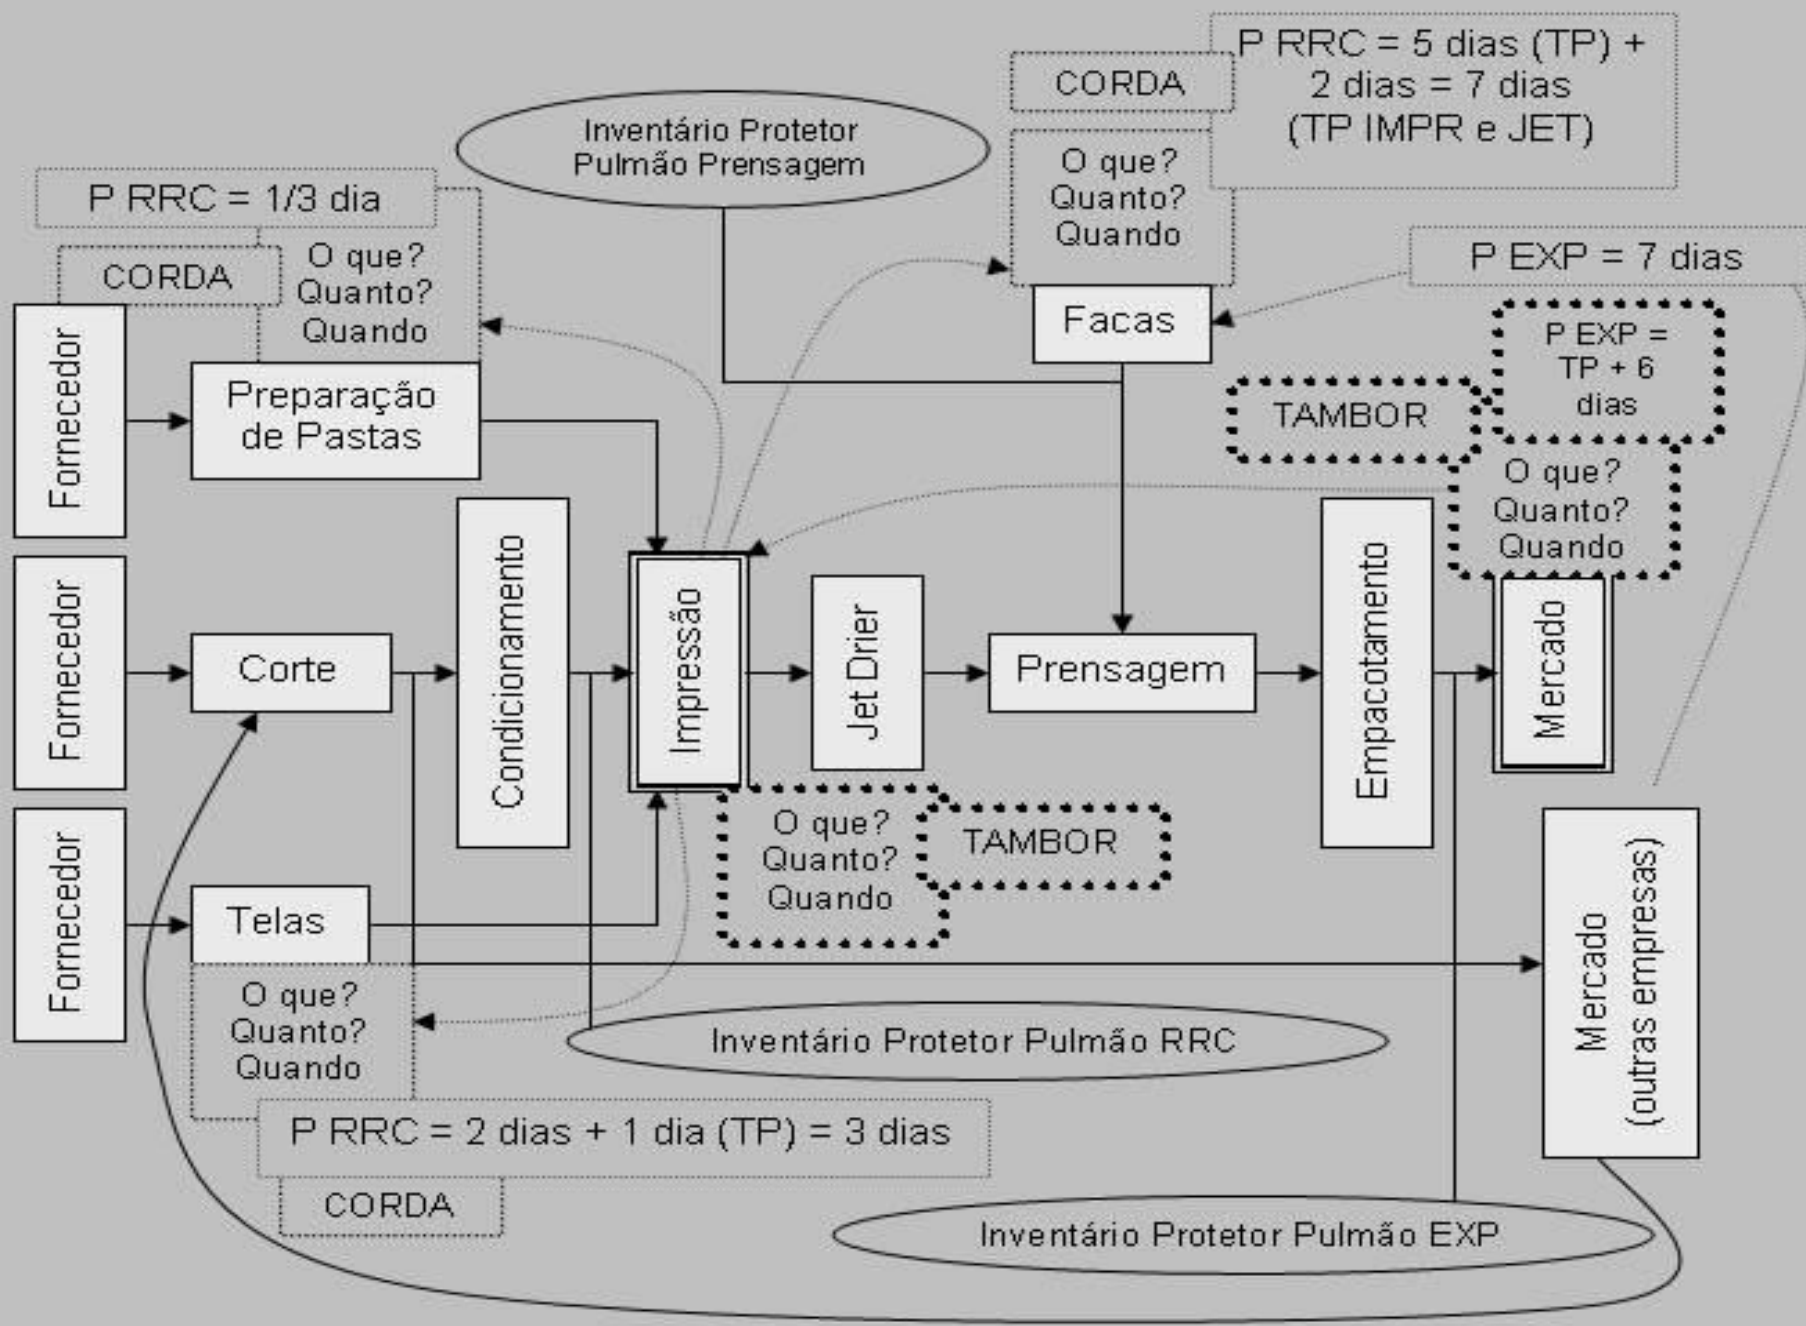 P RRC = 5 dias (TP) +
2 dias = 7 dias
(TP IMPR e JET)
CORDA
O que?
Quanto?
Quando
Inventário Protetor
Pulmão Prensagem
P RRC = 1/3 dia
CORDA
O que?
Quanto?
Quando
P EXP = 7 dias
Facas
P EXP =
TP + 6
dias
TAMBOR
O que?
Quanto?
Quando
Fornecedor
Preparação
de Pastas
Fornecedor
Corte
Condicionamento
Impressão
Jet Drier
Prensagem
Empacotamento
Mercado
O que?
Quanto?
Quando
TAMBOR
Fornecedor
Telas
O que?
Quanto?
Quando
Mercado
(outras empresas)
Inventário Protetor Pulmão RRC
P RRC = 2 dias + 1 dia (TP) = 3 dias
CORDA
Inventário Protetor Pulmão EXP